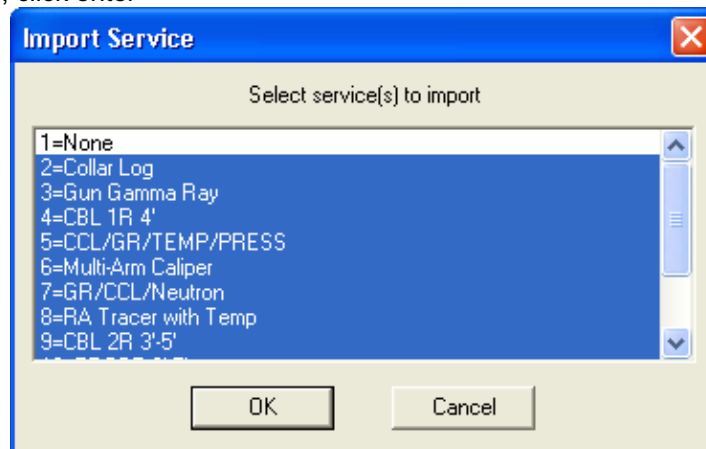 , click enter
Import Service
Select service(s) to import
1=None
2=Collar Log
3=Gun Gamma Ray
4=CBL 1R 4'
5=CCL/GR/TEMP/PRESS
6=Multi-Arm Caliper
7=GR/CCL/Neutron
8=RA Tracer with Temp
9=CBL 2R 3'-5'
OK Cancel